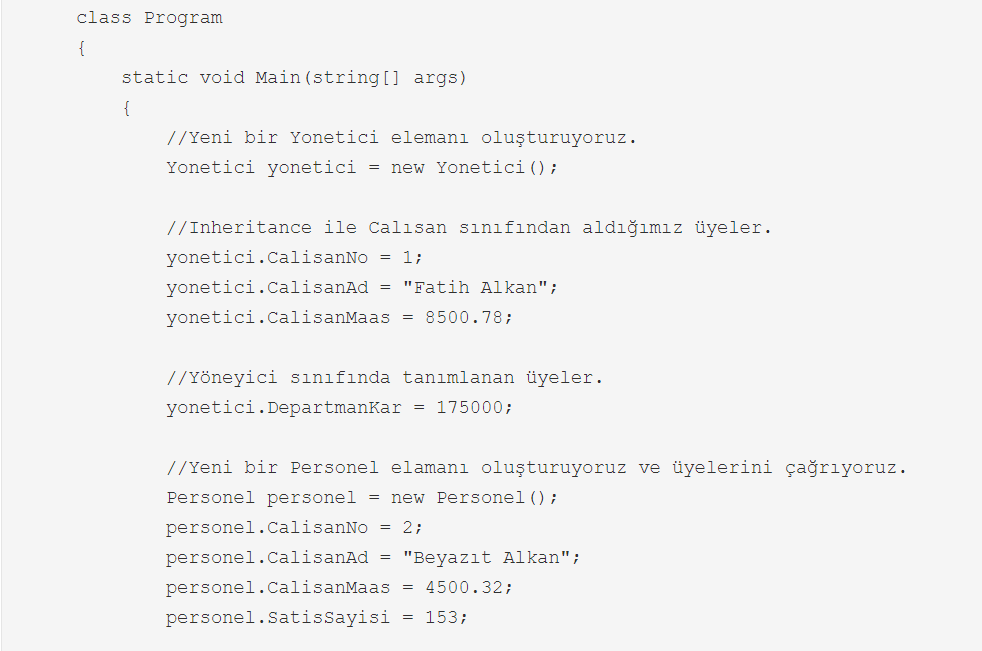 class Program
{
static void Main(string[] args)
{
//Yeni bir Yonetici elemanı oluşturuyoruz.
Yonetici yonetici = new Yonetici();
//Inheritance ile Calısan sınıfından aldığımız üyeler.
yonetici.CalisanNo = 1;
yonetici.CalisanAd = "Fatih Alkan";
yonetici.CalisanMaas = 8500.78;
//Yöneyici sınıfında tanımlanan üyeler.
yonetici.DepartmanKar = 175000;
//Yeni bir Personel elamanı oluşturuyoruz ve üyelerini çağrıyoruz.
Personel personel = new Personel();
personel.CalisanNo = 2;
personel.CalisanAd = "Beyazıt Alkan";
personel.CalisanMaas = 4500.32;
personel.SatisSayisi = 153;